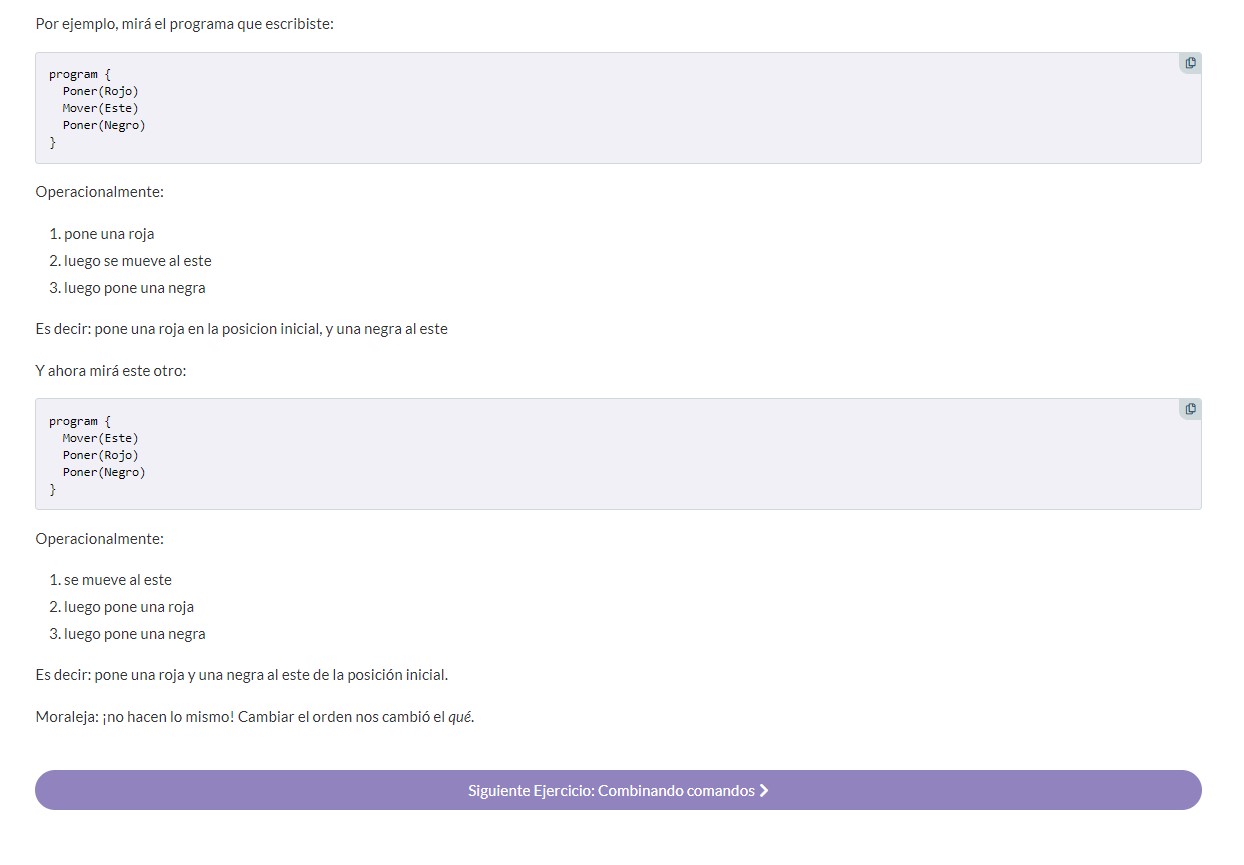 Por ejemplo, mirá el programa que escribiste:
program {
  Poner(Rojo)
  Mover(Este)
  Poner(Negro)
}
Operacionalmente:
1. pone una roja
2. luego se mueve al este
3. luego pone una negra
Es decir: pone una roja en la posicion inicial, y una negra al este
Y ahora mirá este otro:
program {
  Mover(Este)
  Poner(Rojo)
  Poner(Negro)
}
Operacionalmente:
1. se mueve al este
2. luego pone una roja
3. luego pone una negra
Es decir: pone una roja y una negra al este de la posición inicial.
Moraleja: ¡no hacen lo mismo! Cambiar el orden nos cambió el qué.
Siguiente Ejercicio: Combinando comandos